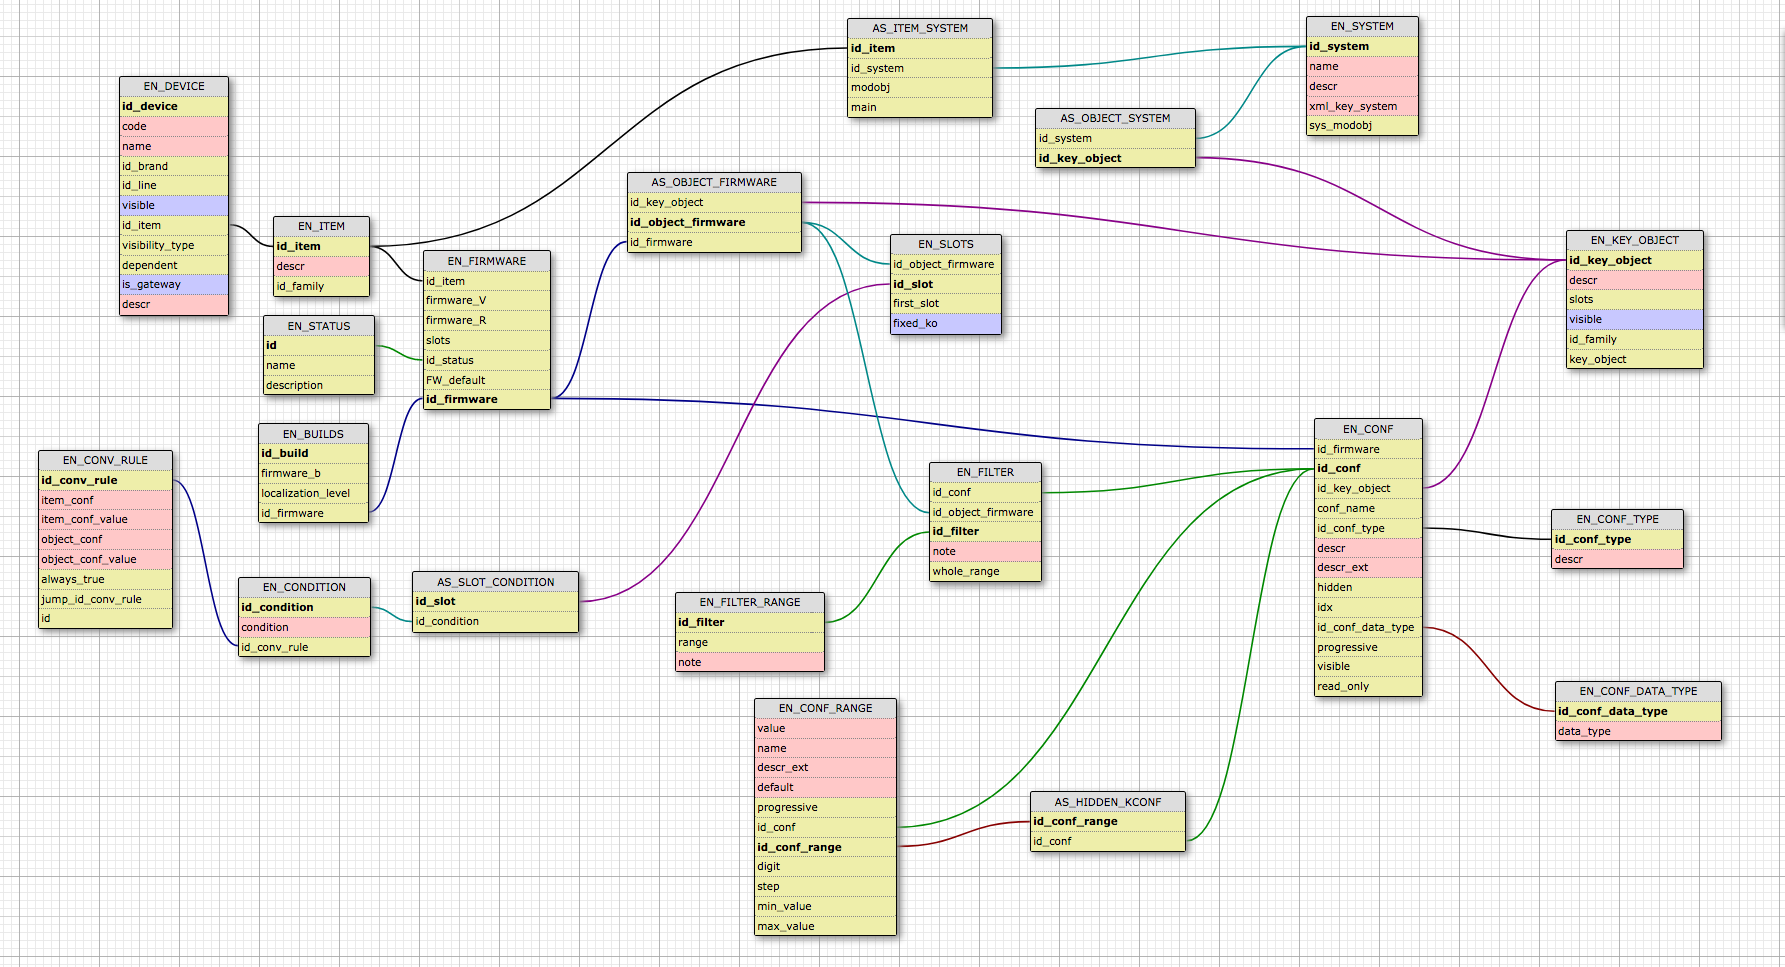 AS_ITEM_SYSTEM
id_item
id_system
modobj
main
EN_SYSTEM
id_system
name
descr
xml_key_system
sys_modobj
EN_DEVICE
id_device
code
name
id_brand
id_line
visible
id_item
visibility_type
dependent
is_gateway
descr
AS_OBJECT_SYSTEM
id_system
id_key_object
AS_OBJECT_FIRMWARE
id_key_object
id_object_firmware
id_firmware
EN_ITEM
id_item
descr
id_family
EN_FIRMWARE
id_item
firmware_V
firmware_R
slots
id_status
FW_default
id_firmware
EN_SLOTS
id_object_firmware
id_slot
first_slot
fixed_ko
EN_KEY_OBJECT
id_key_object
descr
slots
visible
id_family
key_object
EN_STATUS
id
name
description
EN_BUILDS
id_build
firmware_b
localization_level
id_firmware
EN_CONV_RULE
id_conv_rule
item_conf
item_conf_value
object_conf
object_conf_value
always_true
jump_id_conv_rule
id
EN_CONF
id_firmware
id_conf
id_key_object
conf_name
id_conf_type
descr
descr_ext
hidden
idx
id_conf_data_type
progressive
visible
read_only
EN_FILTER
id_conf
id_object_firmware
id_filter
note
whole_range
EN_CONF_TYPE
id_conf_type
descr
EN_CONDITION
id_condition
condition
id_conv_rule
AS_SLOT_CONDITION
id_slot
id_condition
EN_FILTER_RANGE
id_filter
range
note
EN_CONF_DATA_TYPE
id_conf_data_type
data_type
EN_CONF_RANGE
value
name
descr_ext
default
progressive
id_conf
id_conf_range
digit
step
min_value
max_value
AS_HIDDEN_KCONF
id_conf_range
id_conf